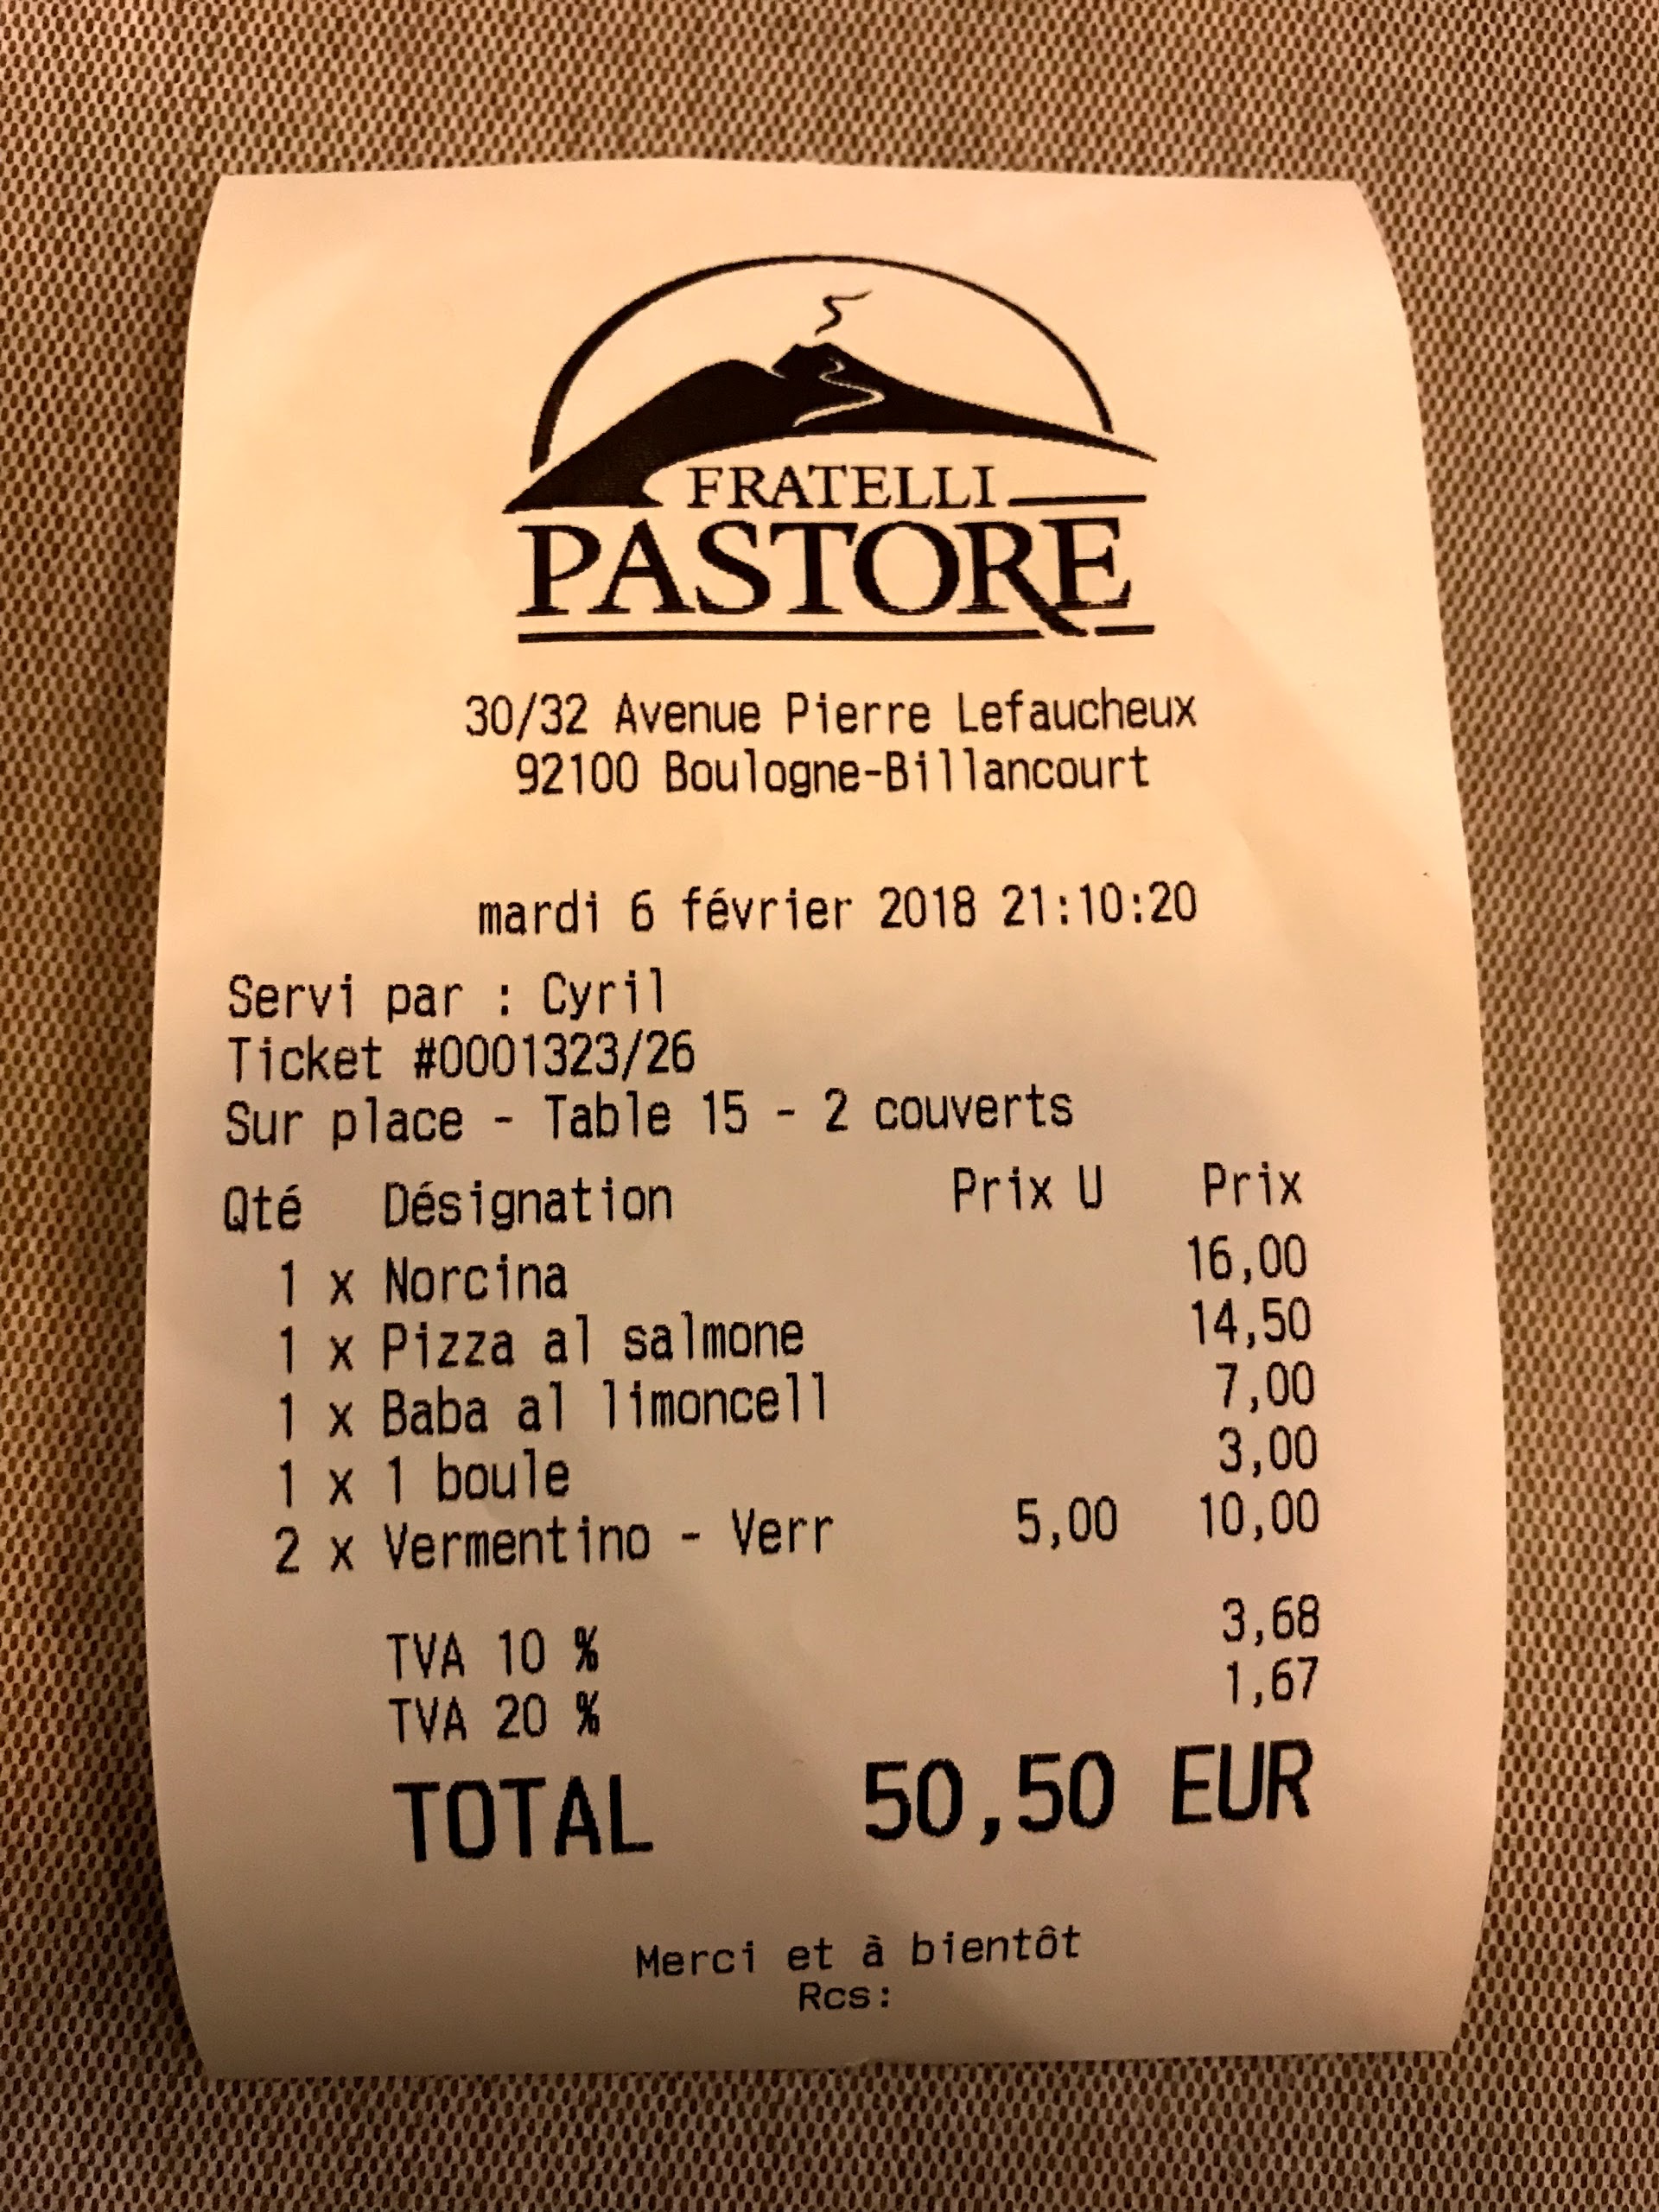 FRATELLI
PASTORE
30/32 Avenue Pierre Lefaucheux
92100 Boulogne-Billancourt
mardi 6 février 2018 21:10:20
Servi par : Cyril
Ticket #0001323/26
Sur place - Table 15 - 2 couverts
Qté Désignation Prix U Prix
1 x Norcina 16,00
1 x Pizza al salmone 14,50
1 x Baba al limoncell 7,00
1 x 1 boule 3,00
2 x Vermentino - Verr 5,00 10,00
TVA 10 % 3,68
TVA 20 % 1,67
TOTAL 50,50 EUR
Merci et à bientôt
Rcs: